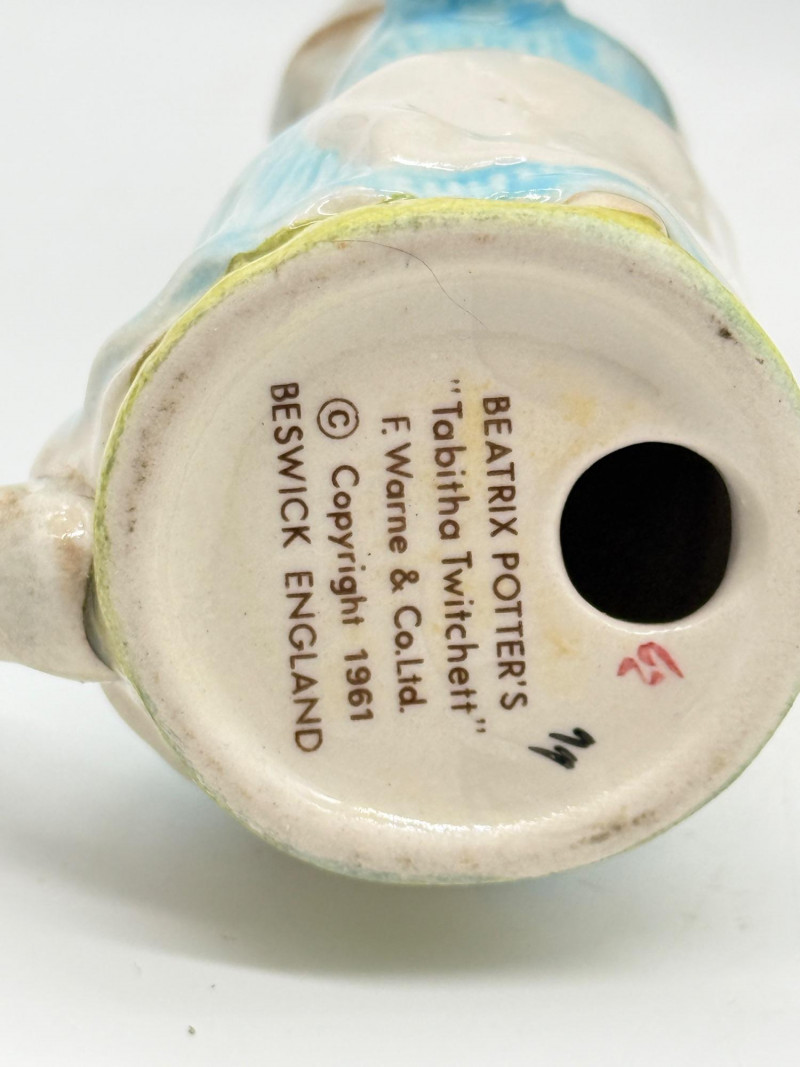 BEATRIX POTTER'S
"Tabitha Twitchett"
F. Warne & Co.Ltd.
© Copyright 1961
BESWICK ENGLAND